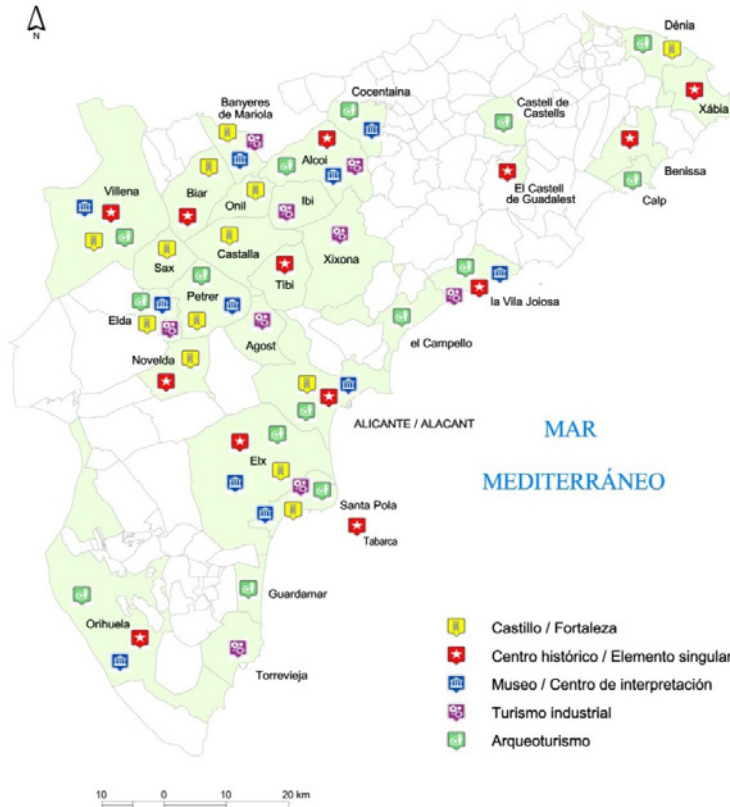 N
Dénia
Cocentaina
Xábia
Banyeres
de Mariola
Castell de
Castells
Alcoi
Benissa
Villena
Biar
Onil
Ibi
El Castell
de Guadalest
Calp
Castalla
Xixona
Sax
Tibi
Petrer
la Vila Joiosa
Elda
Agost
el Campello
Novelda
ALICANTE / ALACANT
MAR
MEDITERRÁNEO
Elx
Santa Pola
Tabarca
Guardamar
Orihuela
Torrevieja
Castillo / Fortaleza
Centro histórico / Elemento singular
Museo / Centro de interpretación
Turismo industrial
Arqueoturismo
10 0 10 20 km